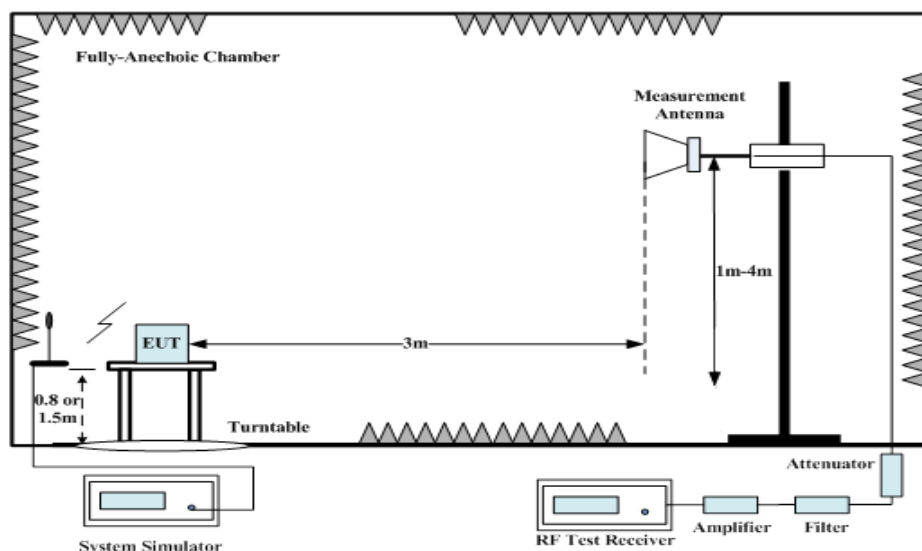 Fully-Anechoic Chamber
Measurement
Antenna
1m-4m
EUT
3m
0.8 or
1.5m
Turntable
Attenuator
System Simulator
RF Test Receiver
Amplifier
Filter